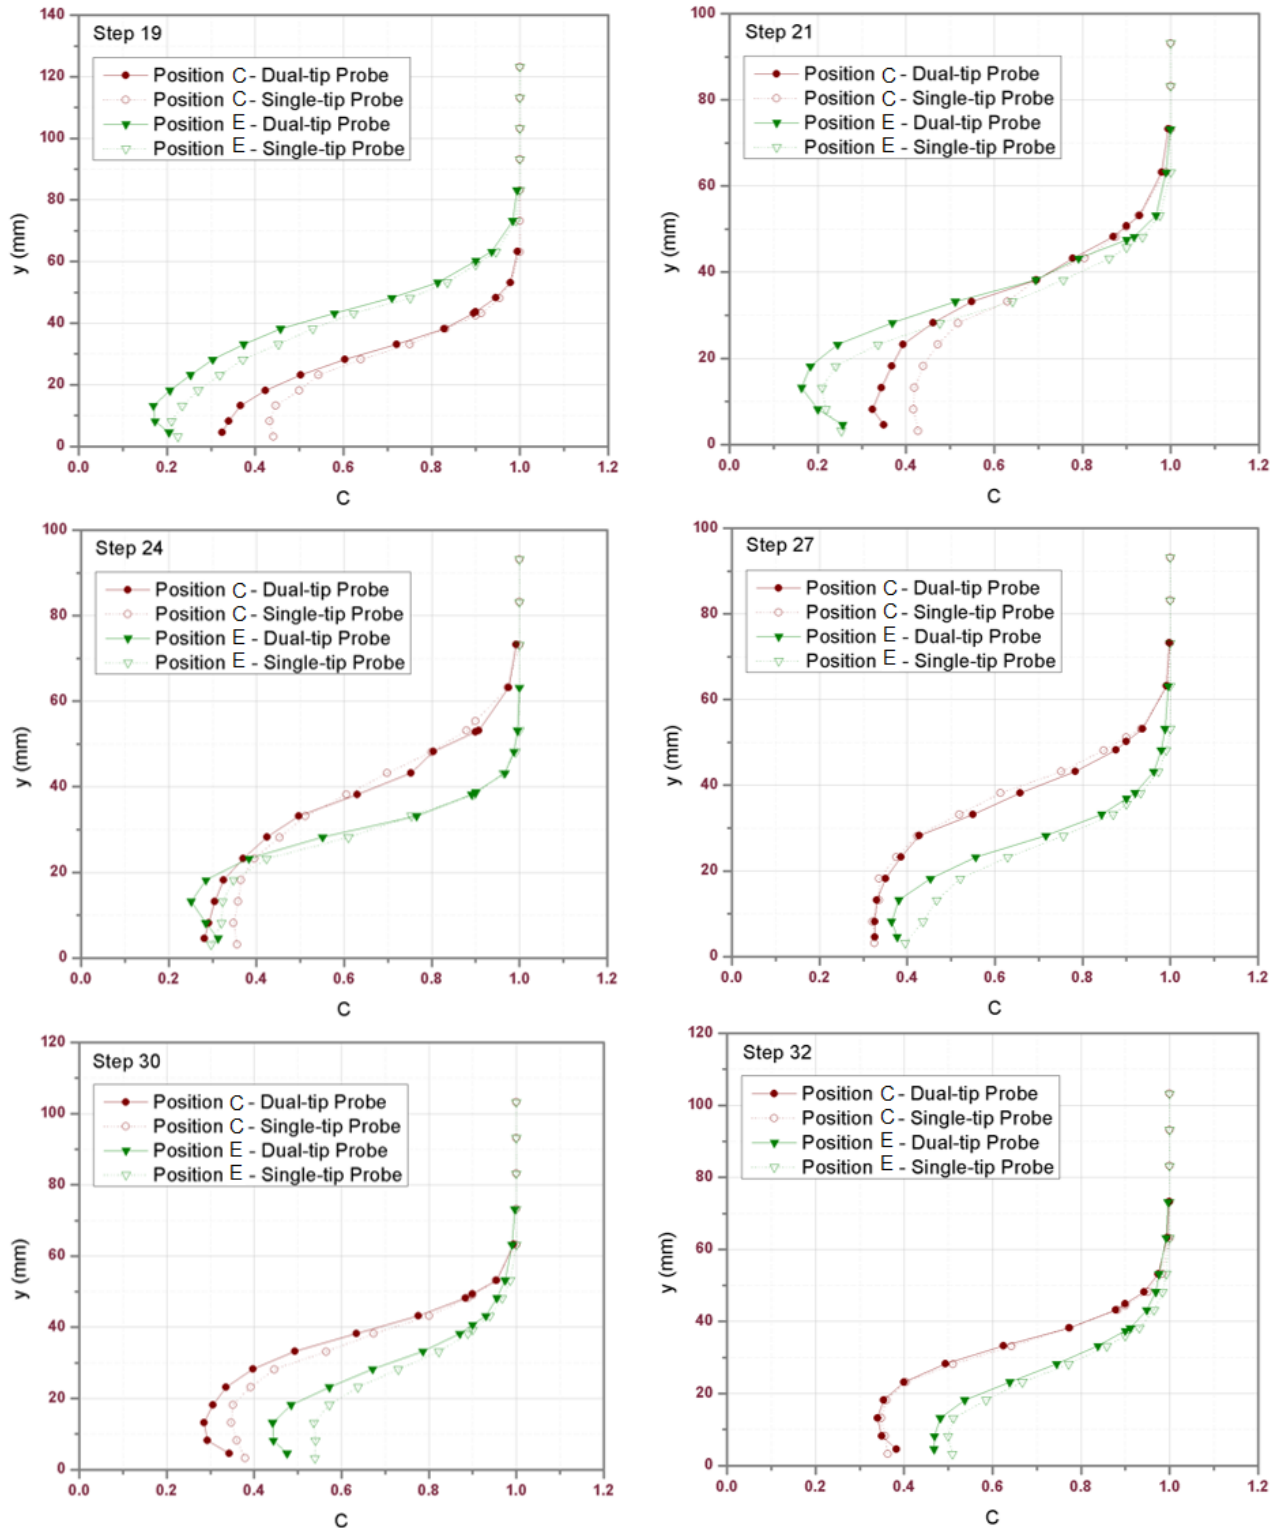 140
120
100
80
60
40
20
0
y (mm)
Step 19
Position C - Dual-tip Probe
Position C - Single-tip Probe
Position E - Dual-tip Probe
Position E - Single-tip Probe
0.0 0.2 0.4 0.6 0.8 1.0 1.2
C
100
80
60
40
20
0
y (mm)
Step 21
Position C - Dual-tip Probe
Position C - Single-tip Probe
Position E - Dual-tip Probe
Position E - Single-tip Probe
0.0 0.2 0.4 0.6 0.8 1.0 1.2
C
100
80
60
40
20
0
y (mm)
Step 24
Position C - Dual-tip Probe
Position C - Single-tip Probe
Position E - Dual-tip Probe
Position E - Single-tip Probe
0.0 0.2 0.4 0.6 0.8 1.0 1.2
C
100
80
60
40
20
0
y (mm)
Step 27
Position C - Dual-tip Probe
Position C - Single-tip Probe
Position E - Dual-tip Probe
Position E - Single-tip Probe
0.0 0.2 0.4 0.6 0.8 1.0 1.2
C
120
100
80
60
40
20
0
y (mm)
Step 30
Position C - Dual-tip Probe
Position C - Single-tip Probe
Position E - Dual-tip Probe
Position E - Single-tip Probe
0.0 0.2 0.4 0.6 0.8 1.0 1.2
C
120
100
80
60
40
20
0
y (mm)
Step 32
Position C - Dual-tip Probe
Position C - Single-tip Probe
Position E - Dual-tip Probe
Position E - Single-tip Probe
0.0 0.2 0.4 0.6 0.8 1.0 1.2
C